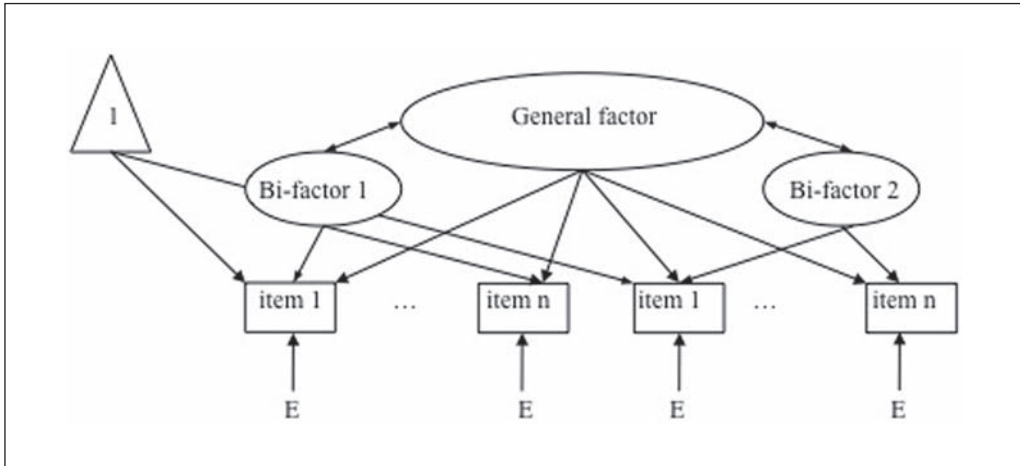 1
General factor
Bi-factor 1
Bi-factor 2
item 1
...
item n
item 1
...
item n
E
E
E
E